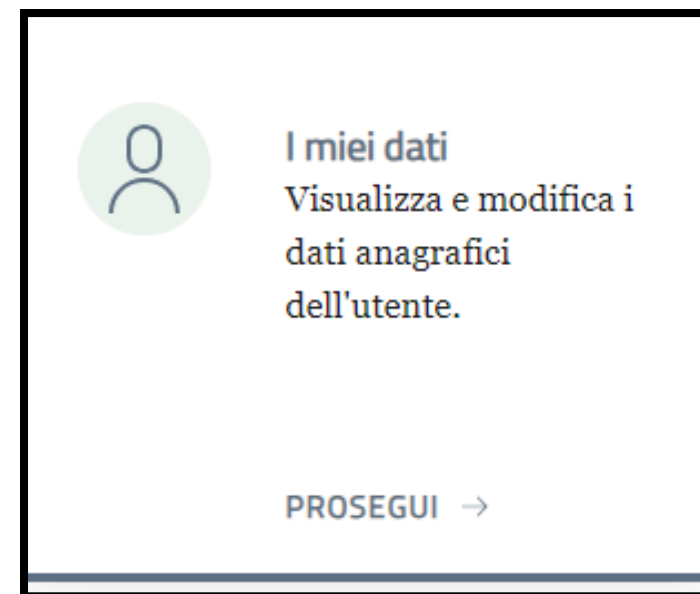 I miei dati
Visualizza e modifica i
dati anagrafici
dell'utente.
PROSEGUI →